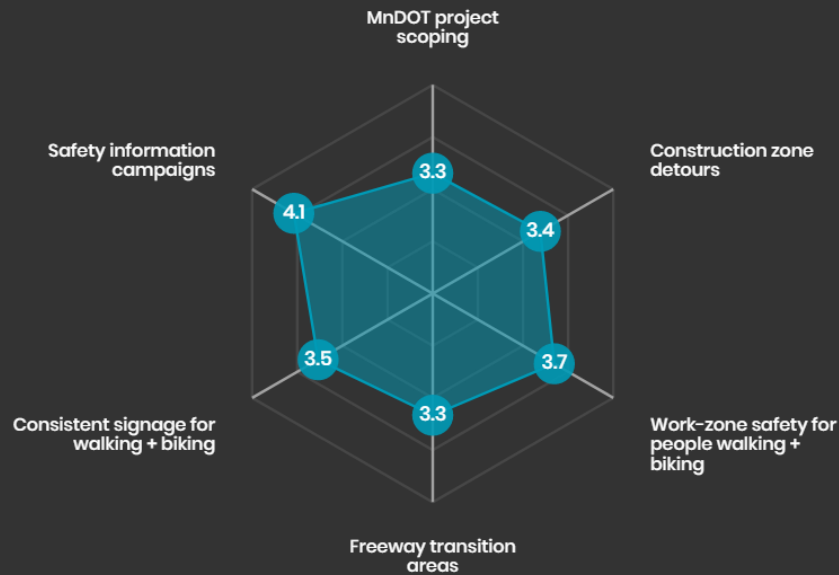 MnDOT project
scoping
Safety information
campaigns
Construction zone
detours
3.3
4.1
3.4
3.5
3.7
3.3
Consistent signage for
walking + biking
Work-zone safety for
people walking +
biking
Freeway transition
areas